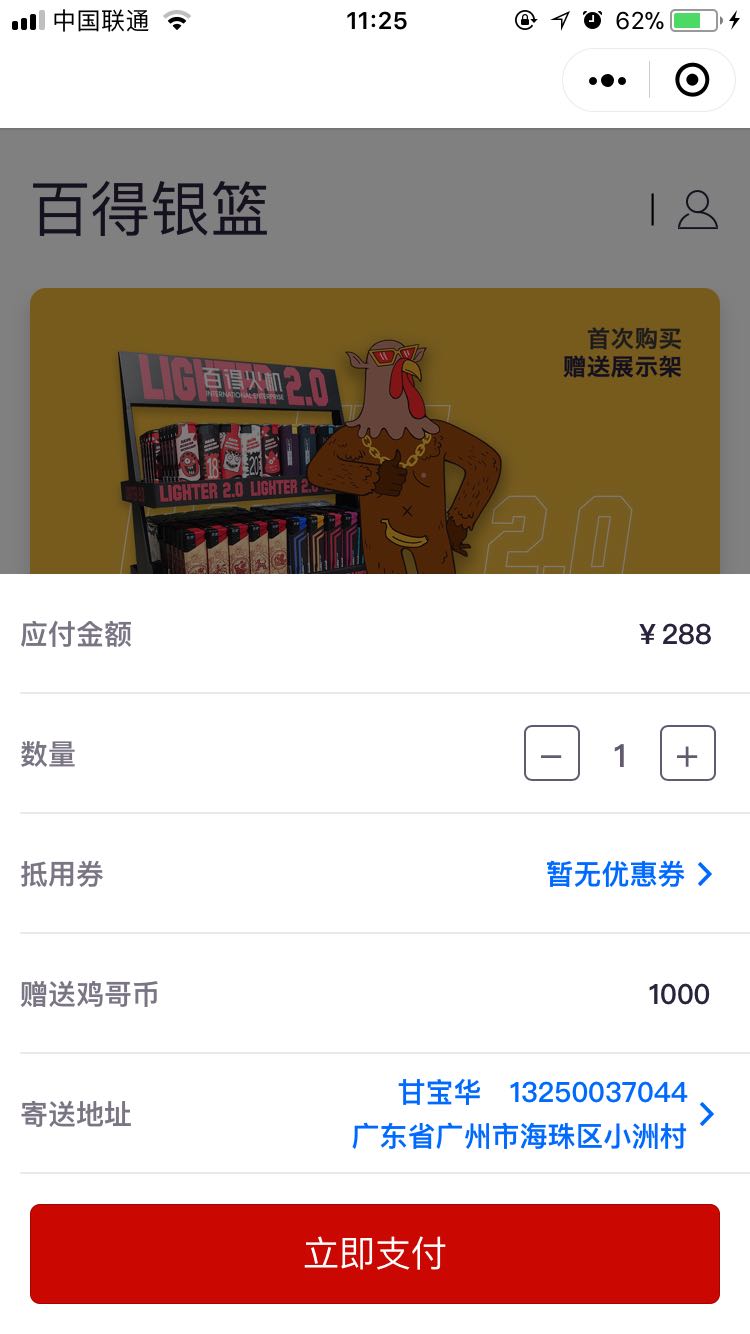 中国联通
11:25
62%
百得银篮
首次购买
赠送展示架
LIGHTER 2.0
百得火机
INTERNATIONAL ENTERPRISE
LIGHTER 2.0 LIGHTER 2.0
2.0
应付金额
¥ 288
数量
1
抵用券
暂无优惠券
赠送鸡哥币
1000
寄送地址
甘宝华 13250037044
广东省广州市海珠区小洲村
立即支付